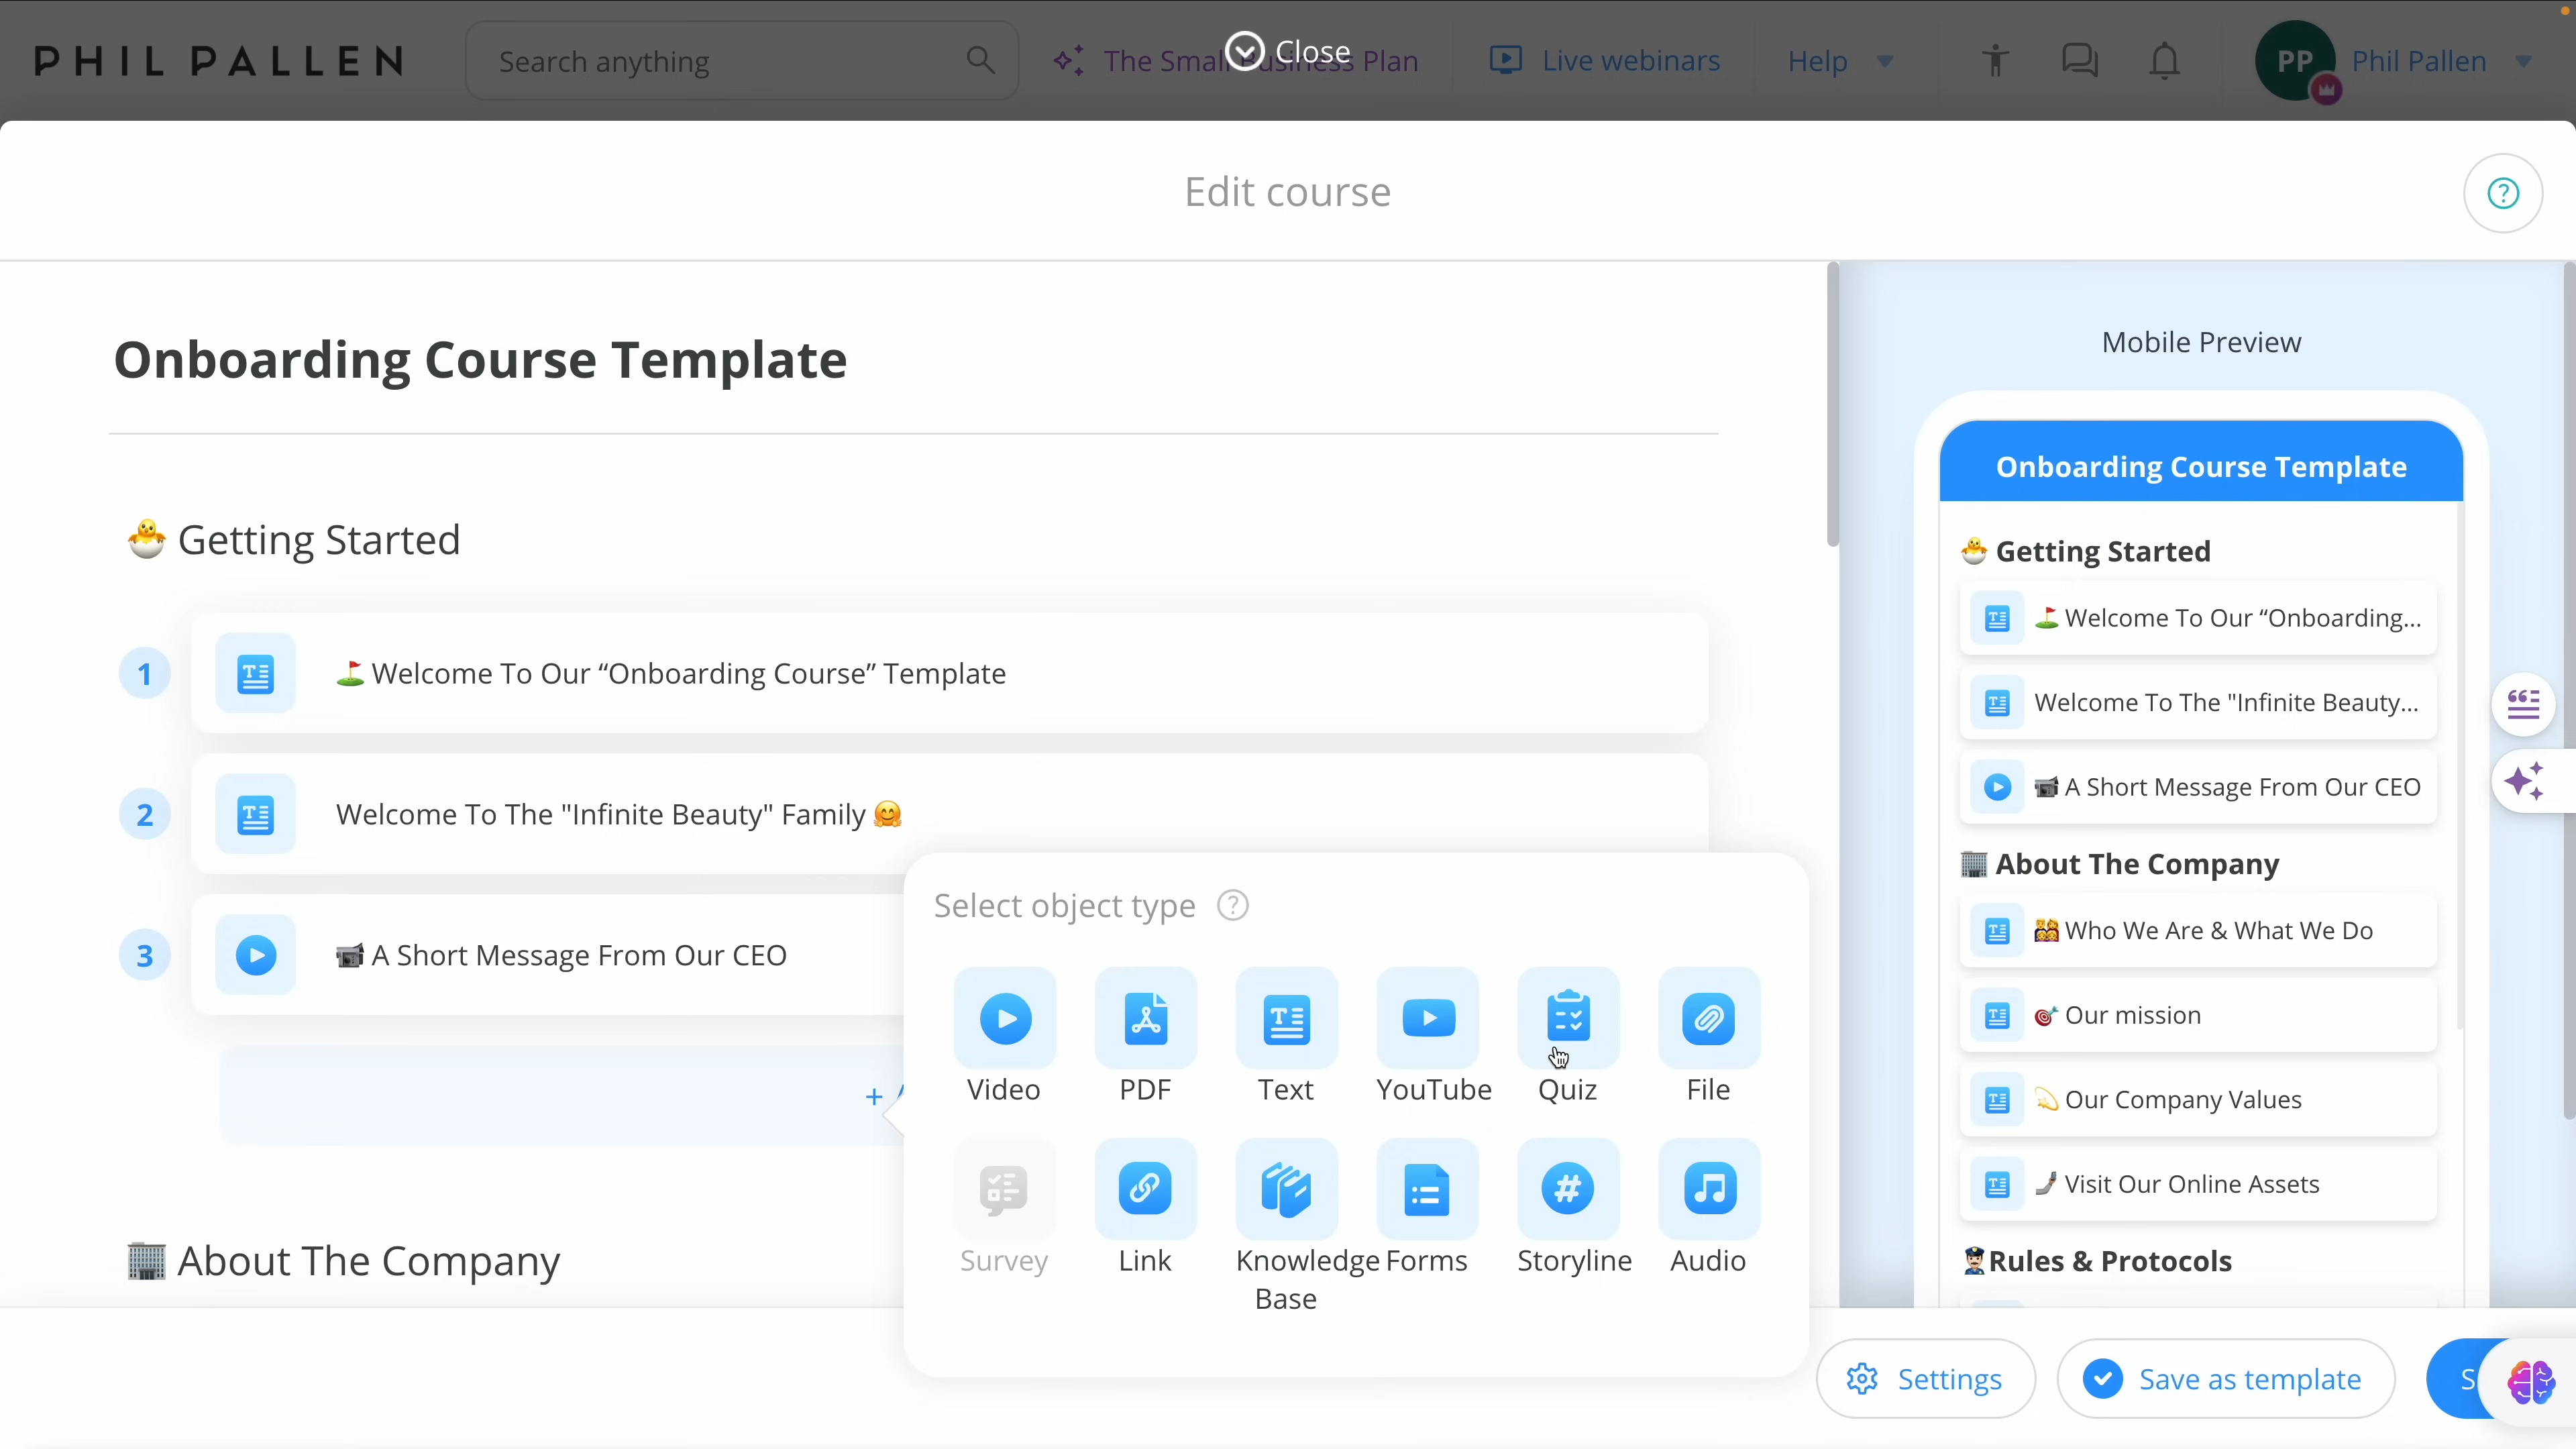 PHIL PALLEN
Search anything
The Small Business Plan
Close
Live webinars
Help
PP
Phil Pallen
Edit course
Onboarding Course Template
Getting Started
1
Welcome To Our “Onboarding Course” Template
2
Welcome To The "Infinite Beauty" Family
3
A Short Message From Our CEO
+
About The Company
Select object type
Video
PDF
Text
YouTube
Quiz
File
Survey
Link
Knowledge
Base
Forms
Storyline
Audio
Mobile Preview
Onboarding Course Template
Getting Started
Welcome To Our “Onboarding...
Welcome To The "Infinite Beauty...
A Short Message From Our CEO
About The Company
Who We Are & What We Do
Our mission
Our Company Values
Visit Our Online Assets
Rules & Protocols
Settings
Save as template